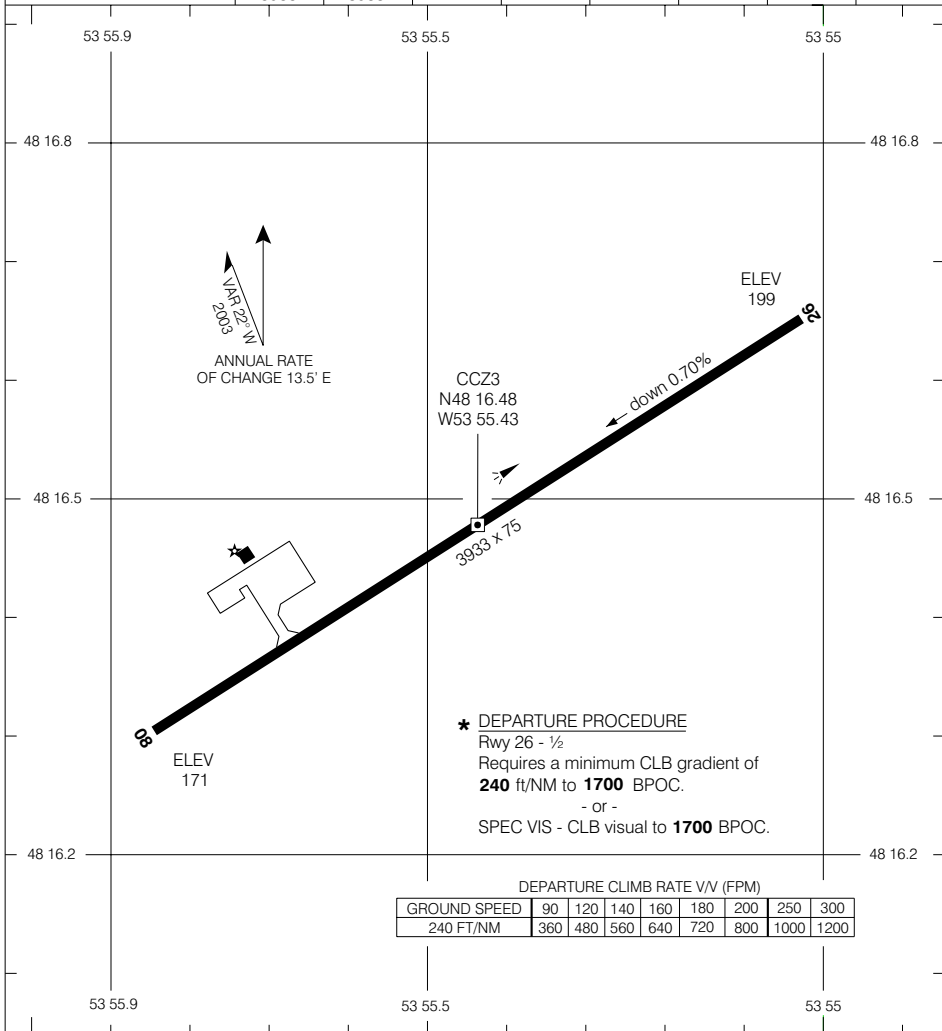 53 55.9
53 55.5
53 55
48 16.8
48 16.8
ELEV
199
26
VAR 22° W
2003
ANNUAL RATE
OF CHANGE 13.5' E
down 0.70%
CCZ3
N48 16.48
W53 55.43
48 16.5
48 16.5
3933 x 75
08
ELEV
171
* DEPARTURE PROCEDURE
Rwy 26 - ½
Requires a minimum CLB gradient of
240 ft/NM to 1700 BPOC.
- or -
SPEC VIS - CLB visual to 1700 BPOC.
48 16.2
48 16.2
DEPARTURE CLIMB RATE V/V (FPM)
GROUND SPEED 90 120 140 160 180 200 250 300
240 FT/NM 360 480 560 640 720 800 1000 1200
53 55.9
53 55.5
53 55